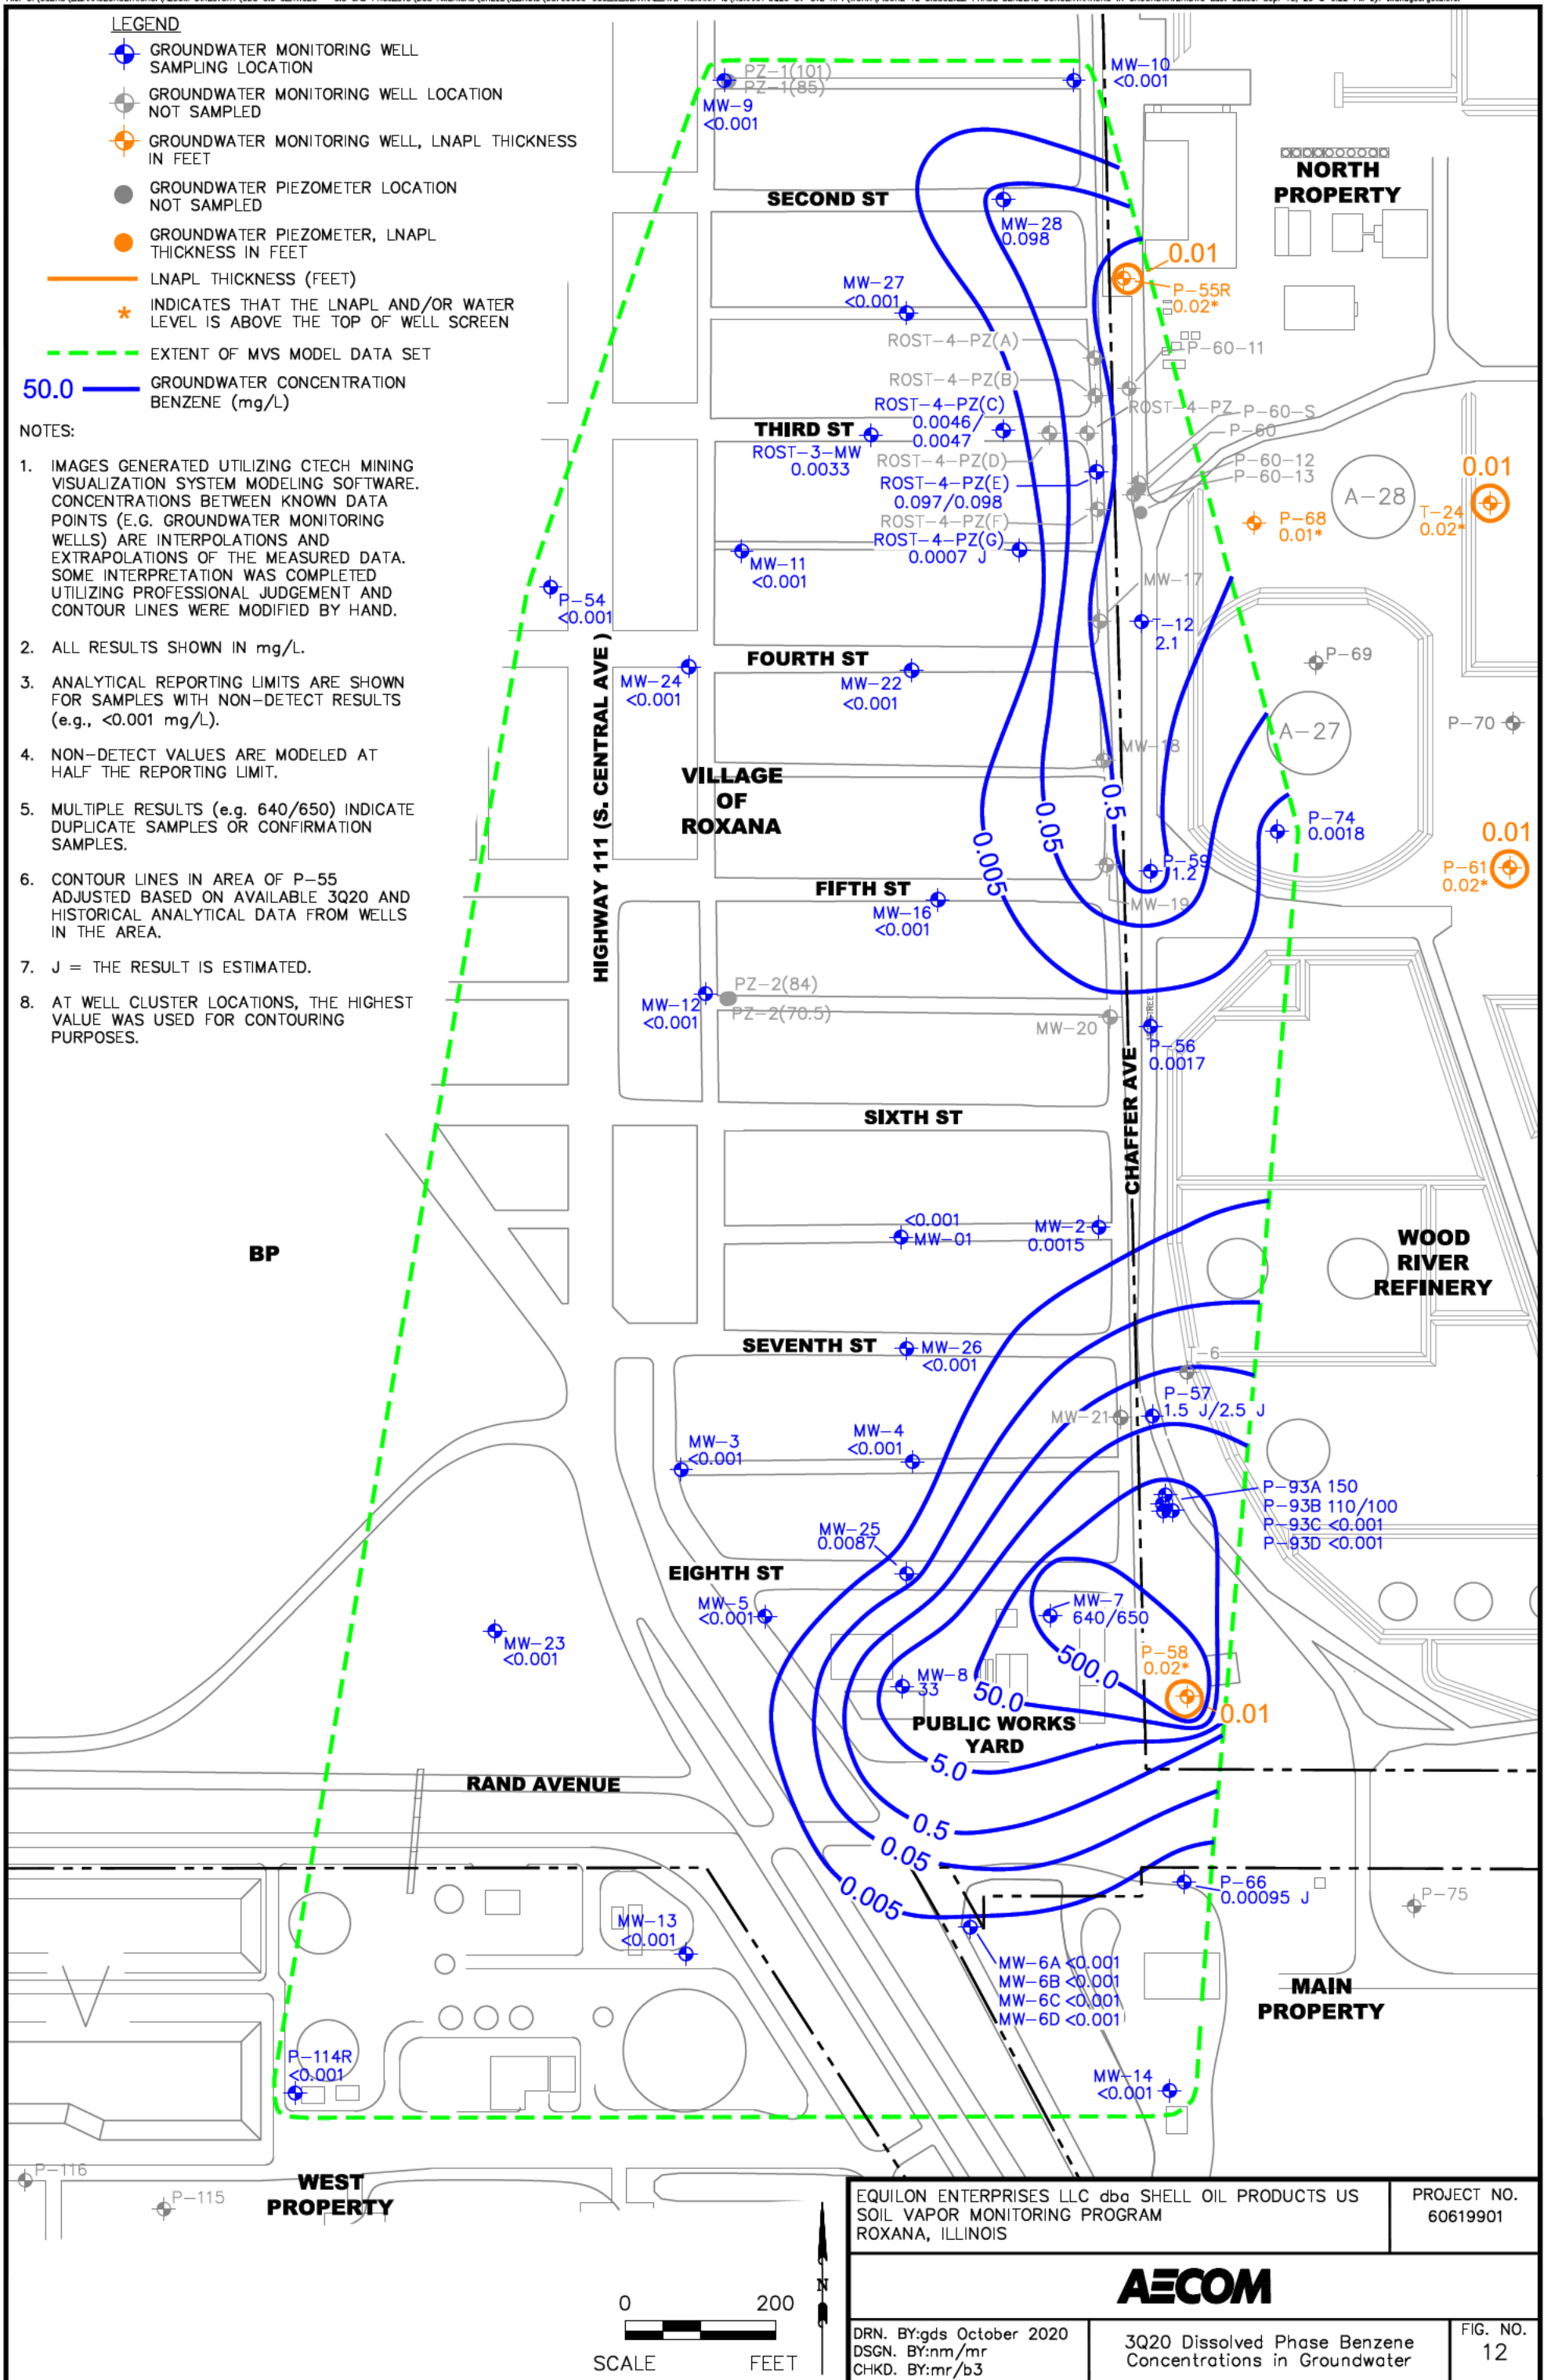 LEGEND
GROUNDWATER MONITORING WELL
SAMPLING LOCATION
GROUNDWATER MONITORING WELL LOCATION
NOT SAMPLED
GROUNDWATER MONITORING WELL, LNAPL THICKNESS
IN FEET
GROUNDWATER PIEZOMETER LOCATION
NOT SAMPLED
GROUNDWATER PIEZOMETER, LNAPL
THICKNESS IN FEET
LNAPL THICKNESS (FEET)
* INDICATES THAT THE LNAPL AND/OR WATER
LEVEL IS ABOVE THE TOP OF WELL SCREEN
EXTENT OF MVS MODEL DATA SET
50.0 GROUNDWATER CONCENTRATION
BENZENE (mg/L)
NOTES:
1. IMAGES GENERATED UTILIZING CTECH MINING
VISUALIZATION SYSTEM MODELING SOFTWARE.
CONCENTRATIONS BETWEEN KNOWN DATA
POINTS (E.G. GROUNDWATER MONITORING
WELLS) ARE INTERPOLATIONS AND
EXTRAPOLATIONS OF THE MEASURED DATA.
SOME INTERPRETATION WAS COMPLETED
UTILIZING PROFESSIONAL JUDGEMENT AND
CONTOUR LINES WERE MODIFIED BY HAND.
2. ALL RESULTS SHOWN IN mg/L.
3. ANALYTICAL REPORTING LIMITS ARE SHOWN
FOR SAMPLES WITH NON-DETECT RESULTS
(e.g., <0.001 mg/L).
4. NON-DETECT VALUES ARE MODELED AT
HALF THE REPORTING LIMIT.
5. MULTIPLE RESULTS (e.g. 640/650) INDICATE
DUPLICATE SAMPLES OR CONFIRMATION
SAMPLES.
6. CONTOUR LINES IN AREA OF P-55
ADJUSTED BASED ON AVAILABLE 3Q20 AND
HISTORICAL ANALYTICAL DATA FROM WELLS
IN THE AREA.
7. J = THE RESULT IS ESTIMATED.
8. AT WELL CLUSTER LOCATIONS, THE HIGHEST
VALUE WAS USED FOR CONTOURING
PURPOSES.
PZ-1(101)
PZ-1(85)
MW-9
<0.001
MW-10
<0.001
NORTH
PROPERTY
SECOND ST
MW-28
0.098
0.01
P-55R
0.02*
MW-27
<0.001
ROST-4-PZ(A)
P-60-11
ROST-4-PZ(B)
ROST-4-PZ(C)
0.0046/
0.0047
ROST-4-PZ
P-60-S
P-60
THIRD ST
ROST-3-MW
0.0033
ROST-4-PZ(D)
P-60-12
P-60-13
ROST-4-PZ(E)
0.097/0.098
ROST-4-PZ(F)
ROST-4-PZ(G)
0.0007 J
A-28
0.01
T-24
0.02*
P-68
0.01*
MW-11
<0.001
P-54
<0.001
MW-17
T-12
2.1
P-69
FOURTH ST
MW-24
<0.001
MW-22
<0.001
A-27
P-70
MW-18
VILLAGE
OF
ROXANA
HIGHWAY 111 (S. CENTRAL AVE )
0.005
0.05
0.5
P-74
0.0018
0.01
P-61
0.02*
P-59
1.2
FIFTH ST
MW-19
MW-16
<0.001
PZ-2(84)
PZ-2(70.5)
MW-12
<0.001
MW-20
P-56
0.0017
CHAFFER AVE
SIXTH ST
<0.001
MW-01
MW-2
0.0015
BP
WOOD
RIVER
REFINERY
SEVENTH ST
MW-26
<0.001
T-6
P-57
1.5 J/2.5 J
MW-21
MW-3
<0.001
MW-4
<0.001
P-93A 150
P-93B 110/100
P-93C <0.001
P-93D <0.001
MW-25
0.0087
EIGHTH ST
MW-5
<0.001
MW-7
640/650
MW-23
<0.001
P-58
0.02*
0.01
MW-8
33
500.0
50.0
PUBLIC WORKS
YARD
5.0
0.5
0.05
0.005
RAND AVENUE
P-66
0.00095 J
P-75
MW-13
<0.001
MW-6A <0.001
MW-6B <0.001
MW-6C <0.001
MW-6D <0.001
MAIN
PROPERTY
P-114R
<0.001
MW-14
<0.001
P-116
P-115
WEST
PROPERTY
0 200
SCALE FEET
N
EQUILON ENTERPRISES LLC dba SHELL OIL PRODUCTS US
SOIL VAPOR MONITORING PROGRAM
ROXANA, ILLINOIS
PROJECT NO.
60619901
AECOM
DRN. BY:gds October 2020
DSGN. BY:nm/mr
CHKD. BY:mr/b3
3Q20 Dissolved Phase Benzene
Concentrations in Groundwater
FIG. NO.
12